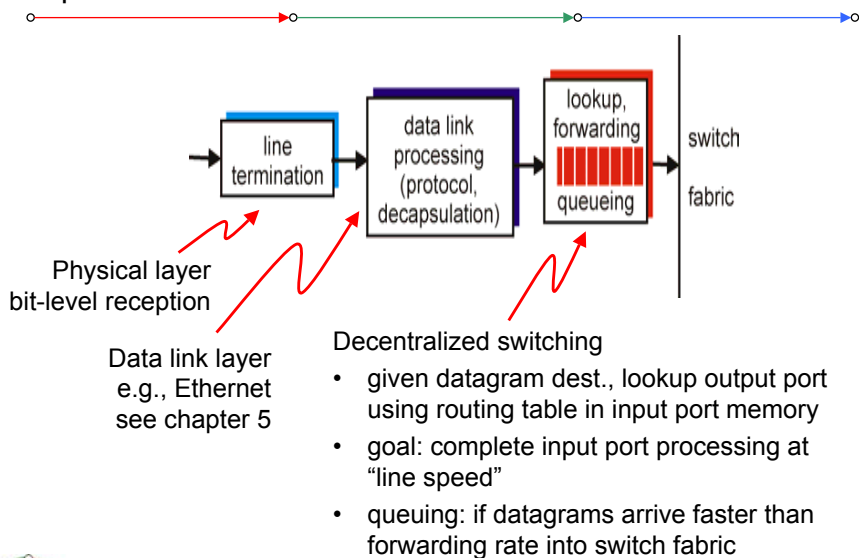 line
termination
data link
processing
(protocol,
decapsulation)
lookup,
forwarding
queueing
switch
fabric
Physical layer
bit-level reception
Data link layer
e.g., Ethernet
see chapter 5
Decentralized switching
• given datagram dest., lookup output port
using routing table in input port memory
• goal: complete input port processing at
“line speed”
• queuing: if datagrams arrive faster than
forwarding rate into switch fabric